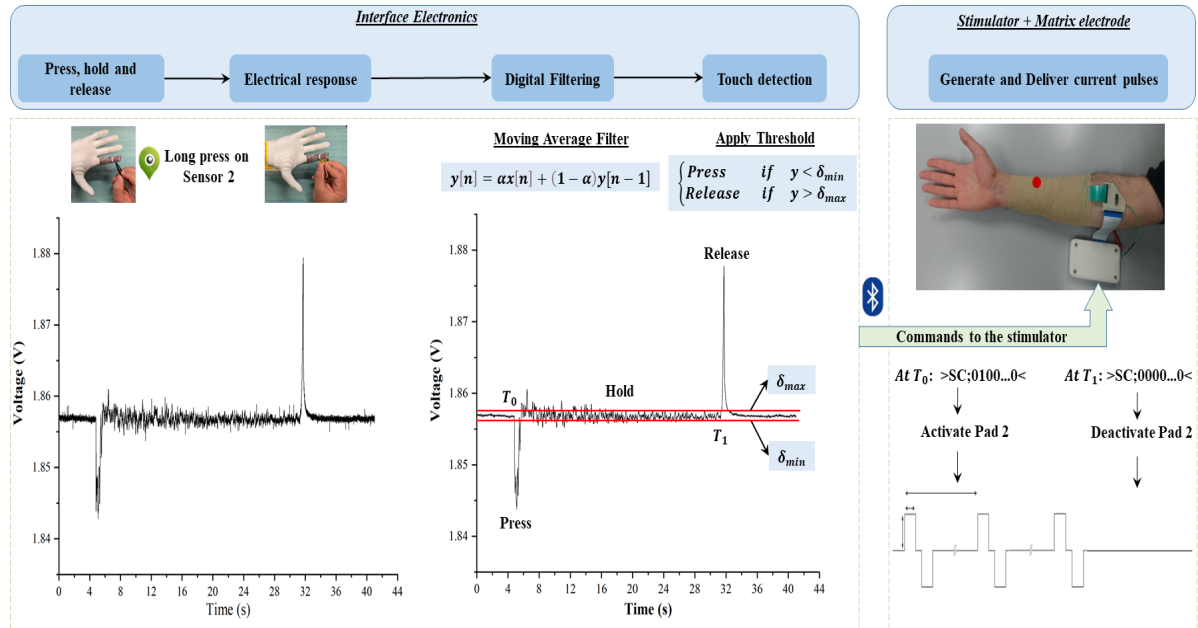 Interface Electronics
Press, hold and
release
Electrical response
Digital Filtering
Touch detection
Stimulator + Matrix electrode
Generate and Deliver current pulses
Long press on
Sensor 2
Moving Average Filter
y[n] = αx[n] + (1 − α)y[n − 1]
Apply Threshold
{Press if y < δmin
Release if y > δmax
Voltage (V)
1.88
1.87
1.86
1.85
1.84
0 4 8 12 16 20 24 28 32 36 40 44
Time (s)
Voltage (V)
1.88
1.87
1.86
1.85
1.84
Release
T0
Hold
δmax
T1
δmin
Press
0 4 8 12 16 20 24 28 32 36 40 44
Time (s)
Commands to the stimulator
At T0: >SC;0100...0<
Activate Pad 2
At T1: >SC;0000...0<
Deactivate Pad 2